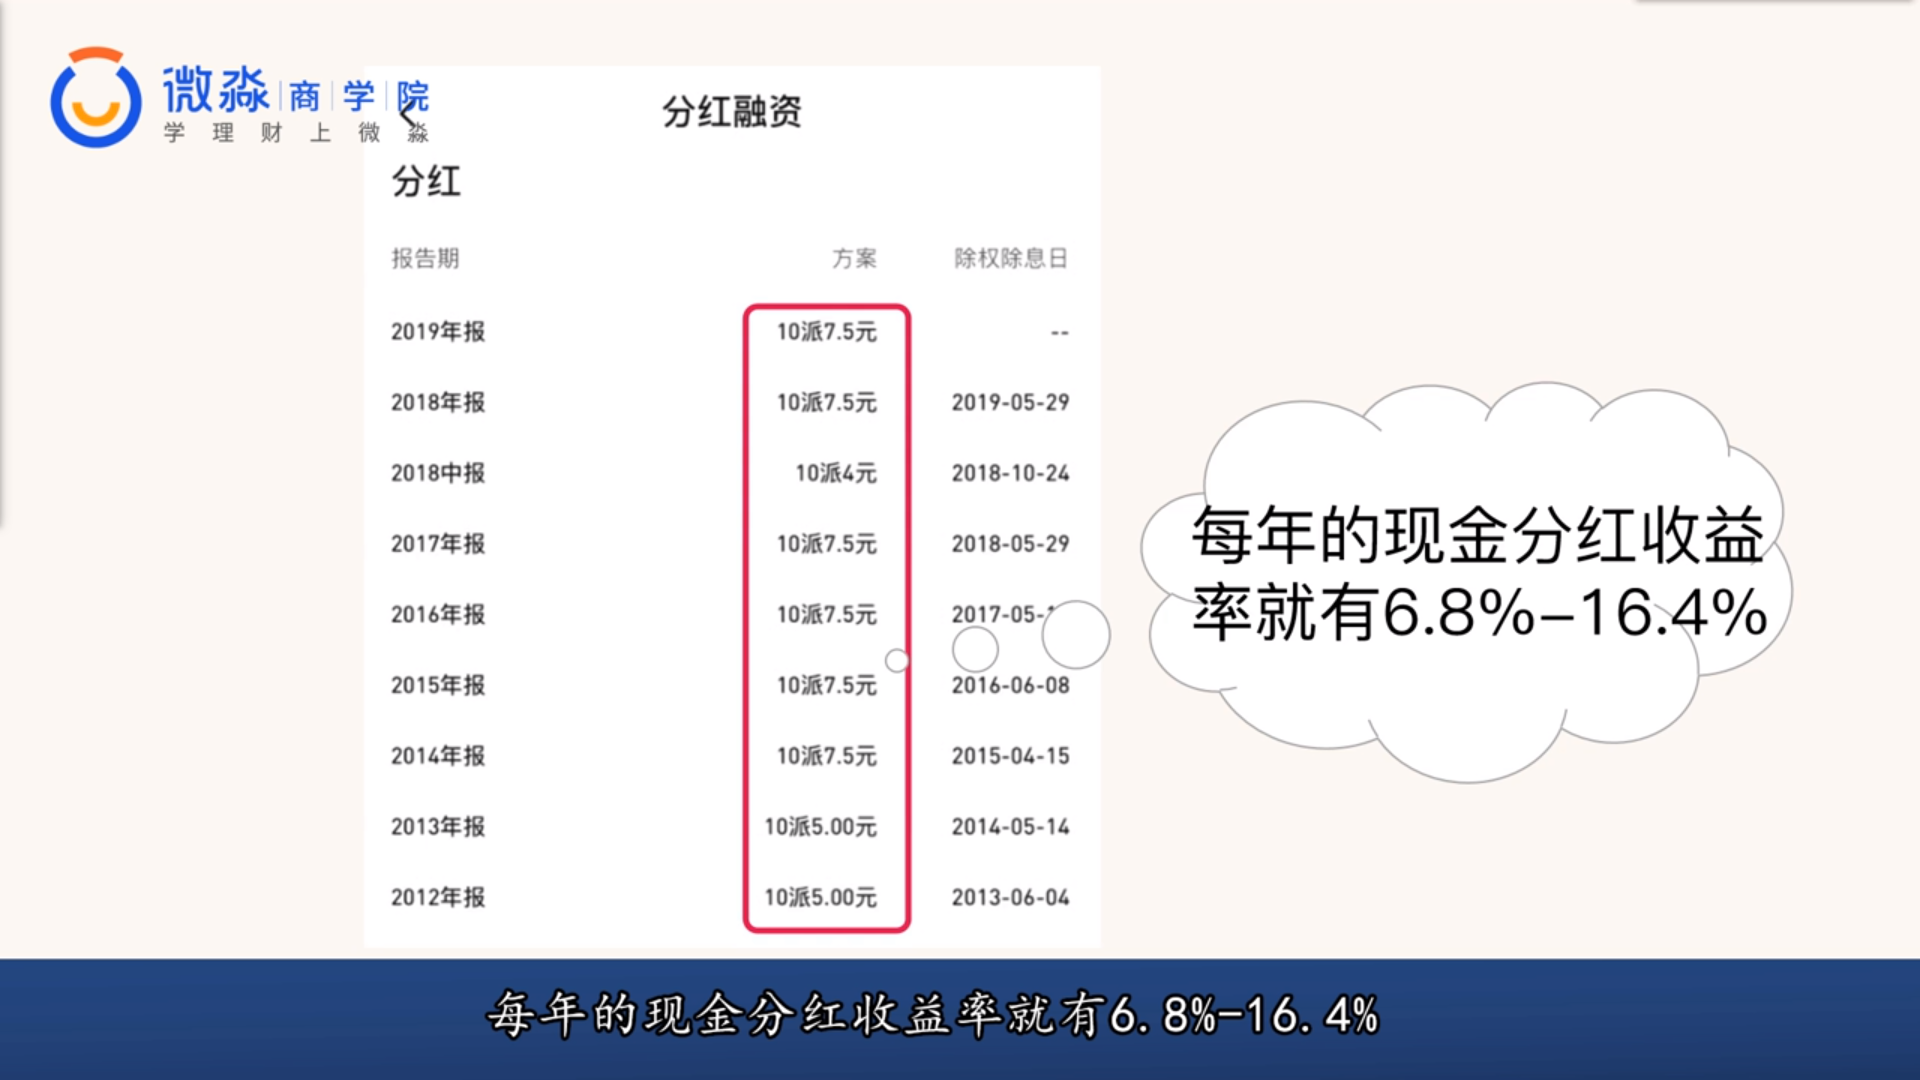 微淼商学院
学理财上微淼
分红融资
分红
报告期 方案 除权除息日
2019年报 10派7.5元 --
2018年报 10派7.5元 2019-05-29
2018中报 10派4元 2018-10-24
2017年报 10派7.5元 2018-05-29
2016年报 10派7.5元 2017-05-
2015年报 10派7.5元 2016-06-08
2014年报 10派7.5元 2015-04-15
2013年报 10派5.00元 2014-05-14
2012年报 10派5.00元 2013-06-04
每年的现金分红收益
率就有6.8%-16.4%
每年的现金分红收益率就有6.8%-16.4%